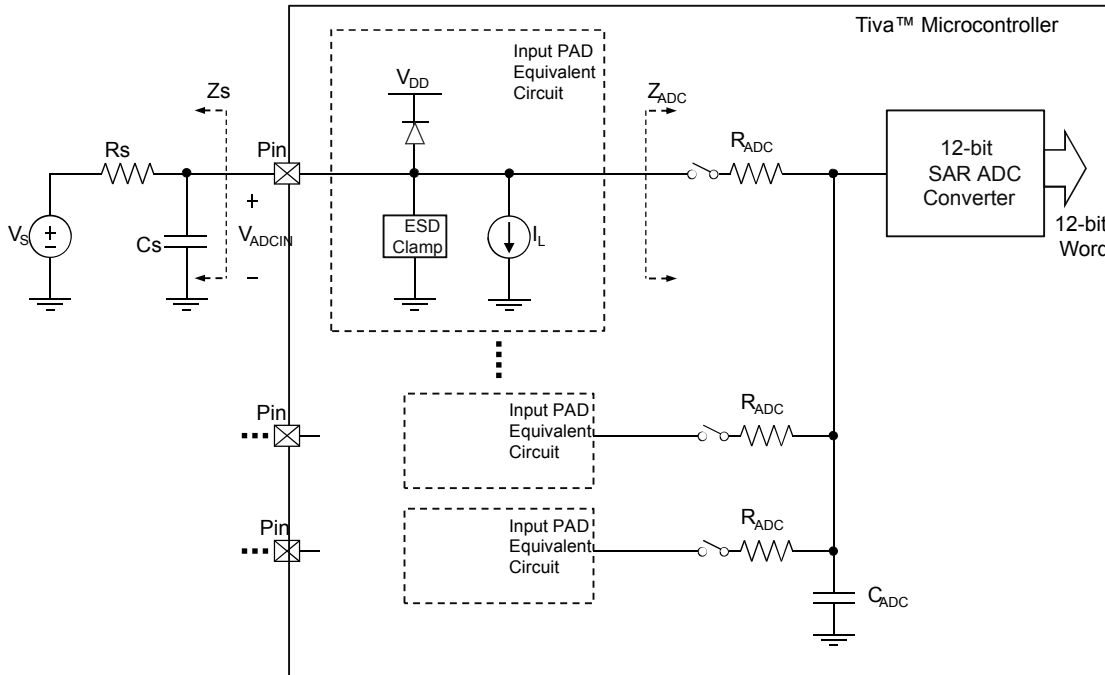 Tiva™ Microcontroller
Input PAD
Equivalent
Circuit
VDD
Zs
ZADC
Rs
Pin
RADC
12-bit
SAR ADC
Converter
VS
+
−
Cs
+
VADCIN
−
ESD
Clamp
IL
12-bit
Word
Pin
Input PAD
Equivalent
Circuit
RADC
Pin
Input PAD
Equivalent
Circuit
RADC
CADC